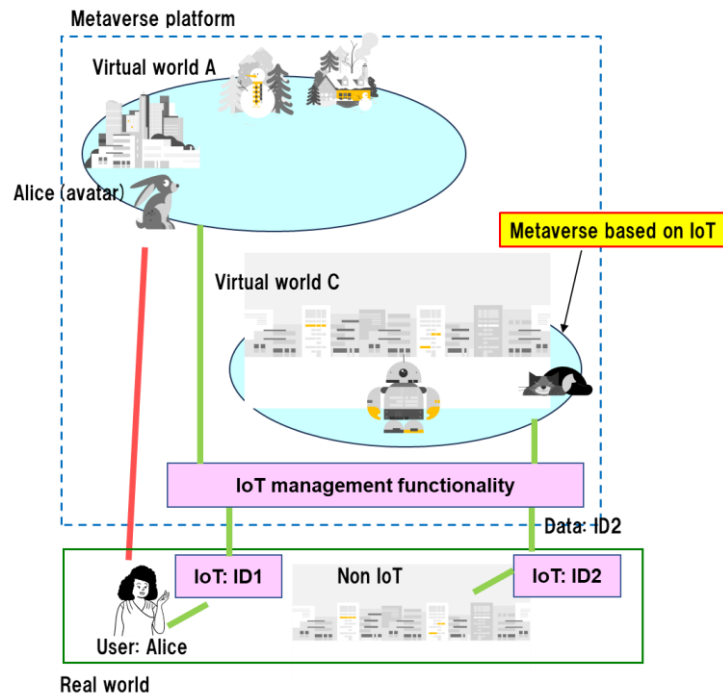 Metaverse platform
Virtual world A
Alice (avatar)
Metaverse based on IoT
Virtual world C
IoT management functionality
Data: ID2
IoT: ID1
Non IoT
IoT: ID2
User: Alice
Real world